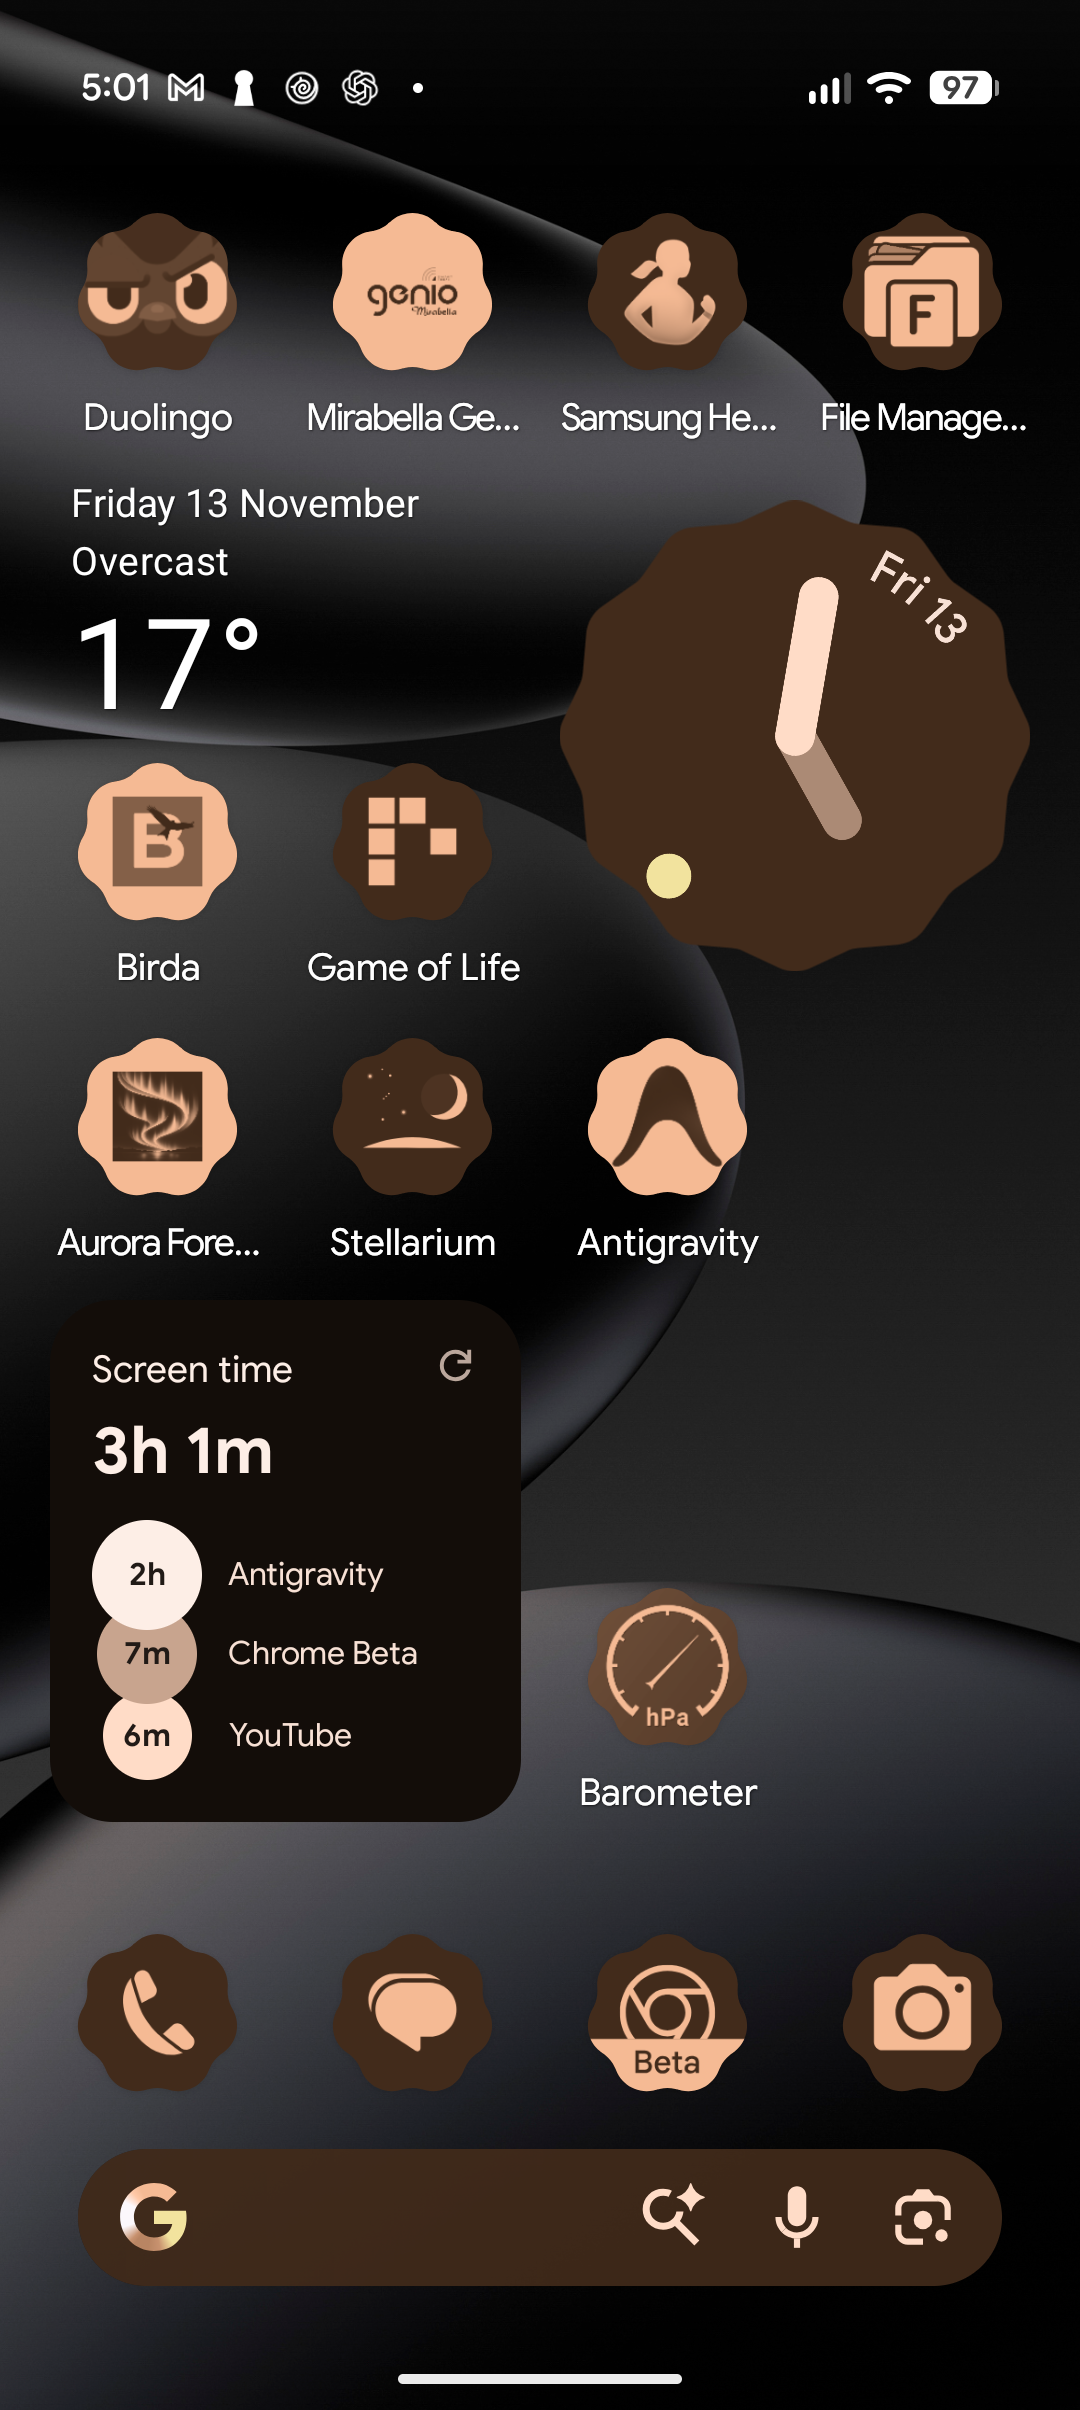 5:01
97
genio
Mirabella
F
Duolingo
Mirabella Ge...
Samsung He...
File Manage...
Friday 13 November
Overcast
17°
Fri 13
B
Birda
Game of Life
Aurora Fore...
Stellarium
Antigravity
Screen time
3h 1m
2h Antigravity
7m Chrome Beta
6m YouTube
hPa
Barometer
Beta
G